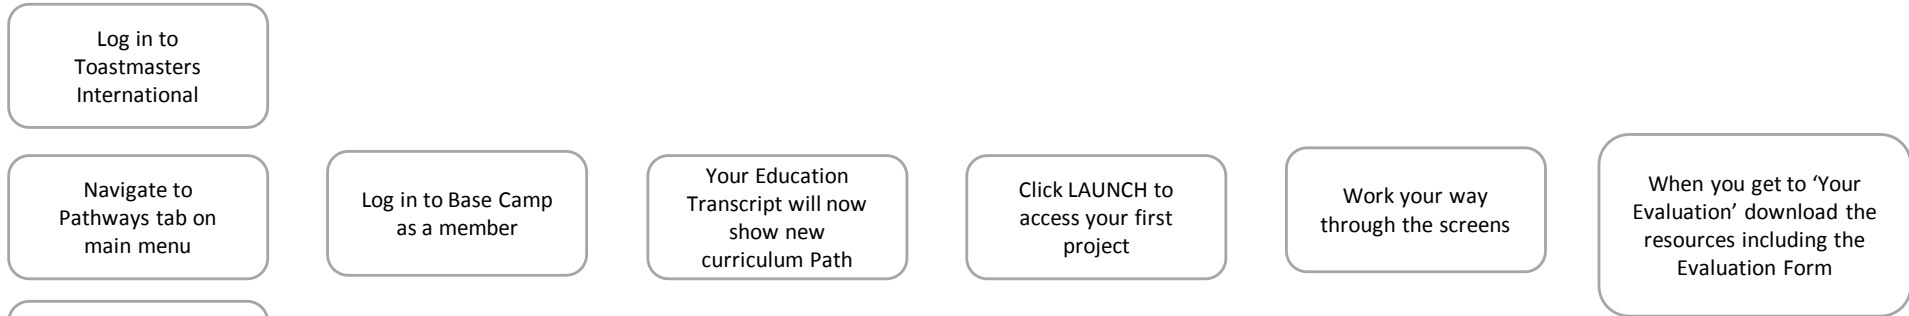 Log in to
Toastmasters
International
Navigate to
Pathways tab on
main menu
Log in to Base Camp
as a member
Your Education
Transcript will now
show new
curriculum Path
Click LAUNCH to
access your first
project
Work your way
through the screens
When you get to ‘Your
Evaluation’ download the
resources including the
Evaluation Form